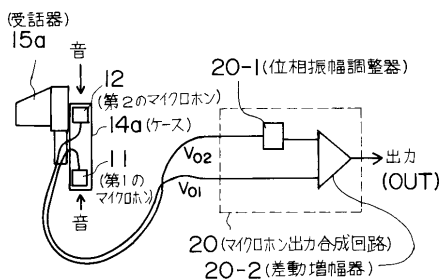 (受話器)
15a
音
12
(第2のマイクロホン)
14a(ケース)
11
(第1の
マイクロホン)
音
20-1(位相振幅調整器)
V02
V01
出力
(OUT)
20(マイクロホン出力合成回路)
20-2(差動増幅器)